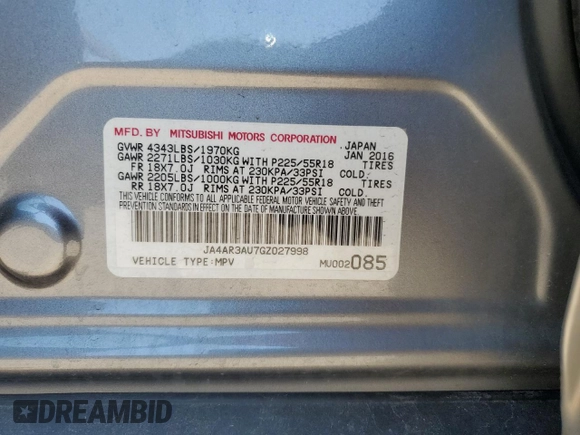 MFD. BY MITSUBISHI MOTORS CORPORATION JAPAN
GVWR 4343LBS/1970KG JAN 2016
GAWR 2271LBS/1030KG WITH P225/55R18 TIRES
FR 18X7.0J RIMS AT 230KPA/33PSI COLD.
GAWR 2205LBS/1000KG WITH P225/55R18 TIRES
RR 18X7.0J RIMS AT 230KPA/33PSI COLD.
THIS VEHICLE CONFORMS TO ALL APPLICABLE FEDERAL MOTOR VEHICLE SAFETY AND THEFT
PREVENTION STANDARDS IN EFFECT ON THE DATE OF MANUFACTURE SHOWN ABOVE.
JA4AR3AU7GZ027998
VEHICLE TYPE:MPV MU002085
DREAMBID